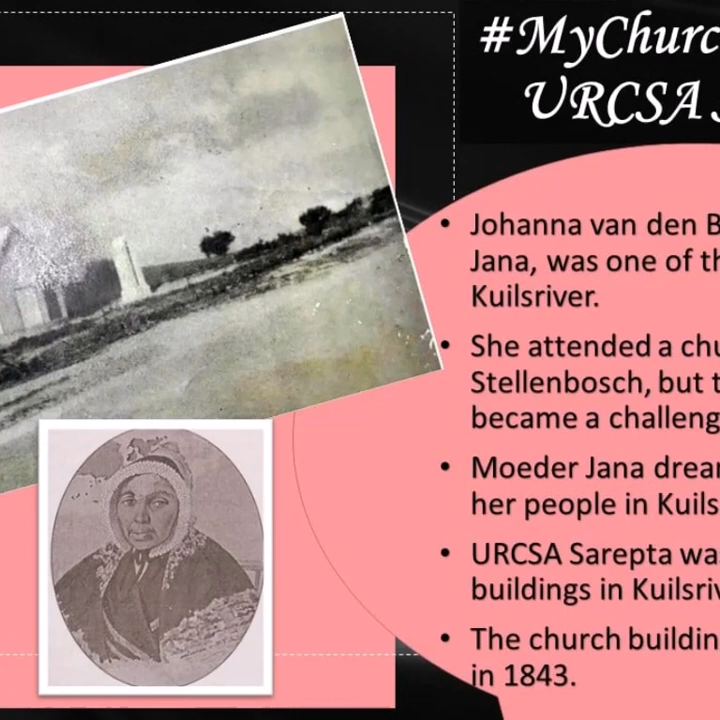 #MyChurc
URCSA
• Johanna van den B
Jana, was one of th
Kuilsriver.
• She attended a chu
Stellenbosch, but t
became a challeng
• Moeder Jana drear
her people in Kuils
• URCSA Sarepta wa
buildings in Kuilsriv
• The church buildin
in 1843.